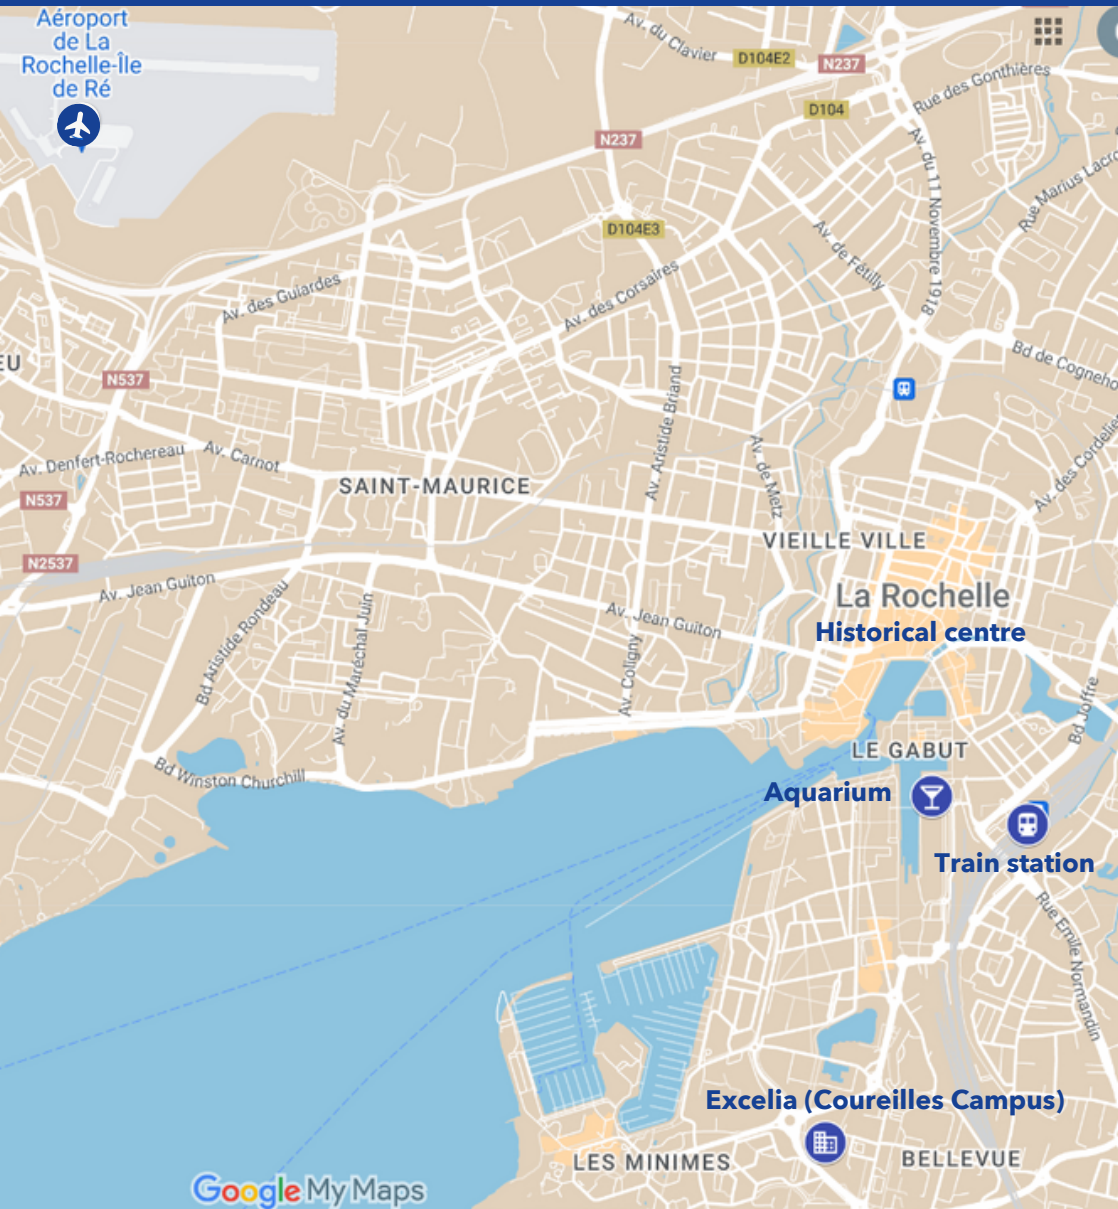 Aéroport
de La
Rochelle-Île
de Ré
Av. du Clavier
D104E2
N237
Rue des Gonthières
D104
N237
Av. du 11 Novembre 1918
Rue Marius Lacro
D104E3
Av. de Fétilly
Av. des Guiardes
Av. des Corsaires
EU
N537
Bd de Cogneho
Av. Aristide Briand
Av. Denfert-Rochereau
Av. Carnot
Av. de Metz
Av. des Cordelie
SAINT-MAURICE
N537
VIEILLE VILLE
N2537
Av. Jean Guiton
La Rochelle
Historical centre
Av. Jean Guiton
Bd Aristide Rondeau
Av. du Maréchal Juin
Av. Coligny
Bd Joffre
LE GABUT
Bd Winston Churchill
Aquarium
Train station
Rue Emile Normandin
Excelia (Coureilles Campus)
LES MINIMES
BELLEVUE
Google My Maps